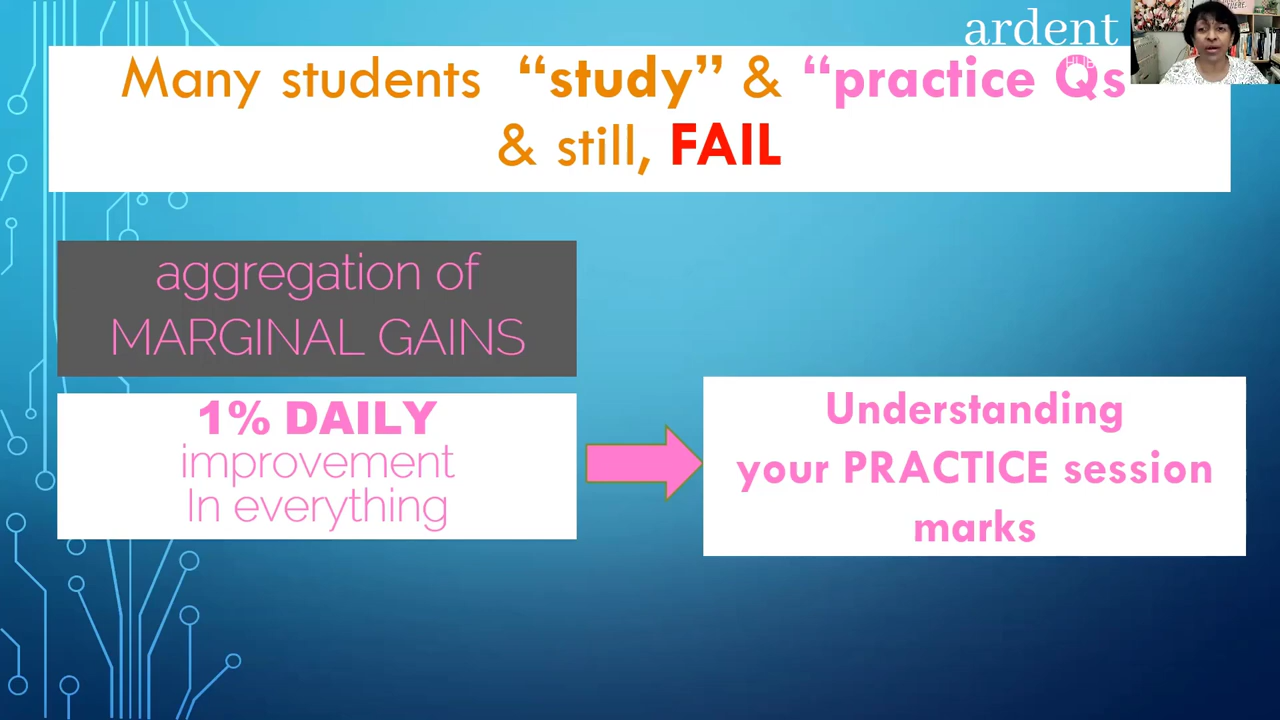 ardent
HUB
Many students “study” & “practice Qs
& still, FAIL
aggregation of
MARGINAL GAINS
1% DAILY
improvement
In everything
Understanding
your PRACTICE session
marks